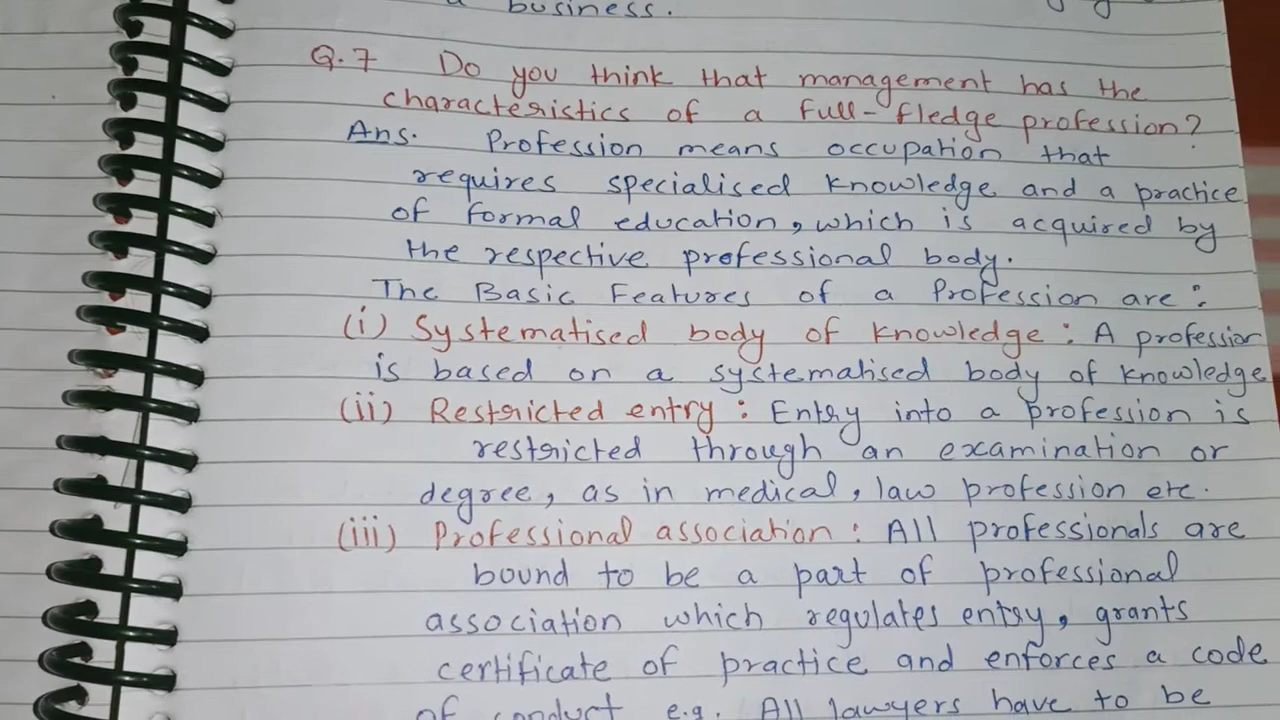 business.
Q.7 Do you think that management has the
characteristics of a full-fledge profession?
Ans. Profession means occupation that
requires specialised knowledge and a practice
of formal education, which is acquired by
the respective professional body.
The Basic Features of a Profession are:
(i) Systematised body of knowledge: A profession
is based on a systematised body of knowledge
(ii) Restricted entry: Entry into a profession is
restricted through an examination or
degree, as in medical, law profession etc.
(iii) Professional association: All professionals are
bound to be a part of professional
association which regulates entry, grants
certificate of practice and enforces a code
of conduct e.g. All lawyers have to be